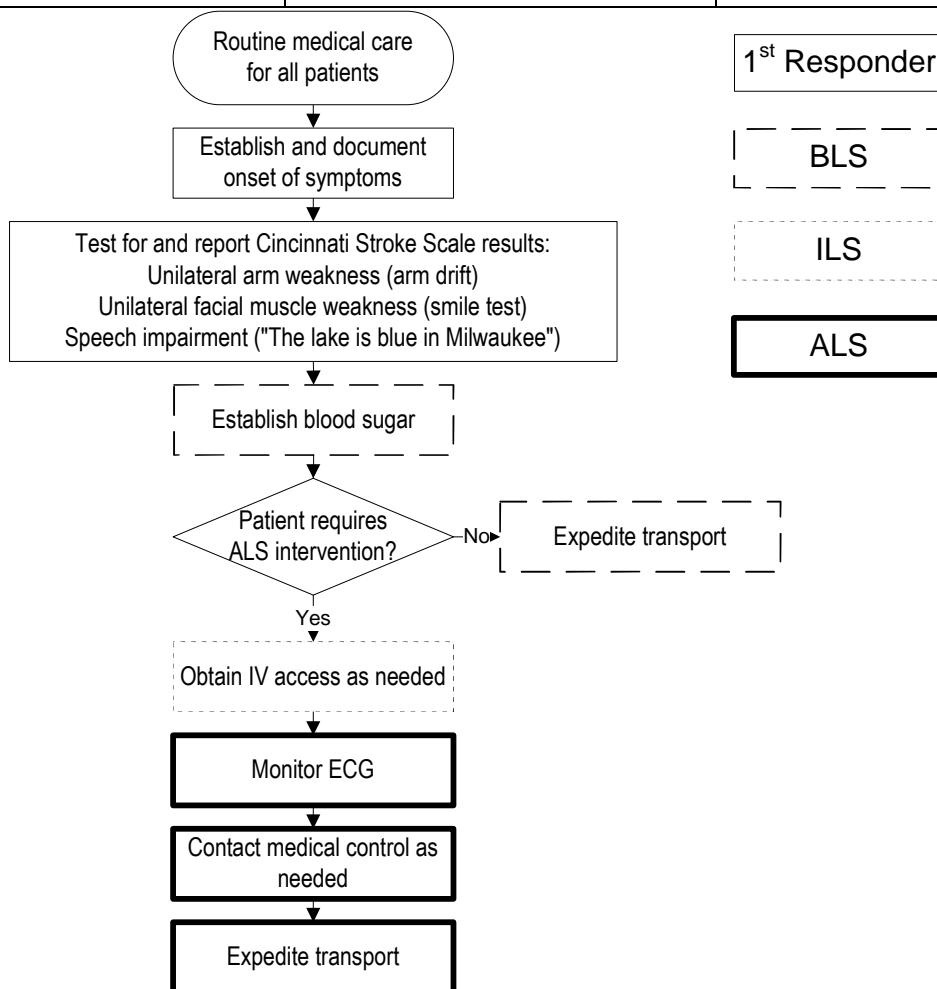 Routine medical care
for all patients
1st Responder
Establish and document
onset of symptoms
BLS
Test for and report Cincinnati Stroke Scale results:
Unilateral arm weakness (arm drift)
Unilateral facial muscle weakness (smile test)
Speech impairment ("The lake is blue in Milwaukee")
ILS
ALS
Establish blood sugar
Patient requires
ALS intervention?
No
Expedite transport
Yes
Obtain IV access as needed
Monitor ECG
Contact medical control as
needed
Expedite transport